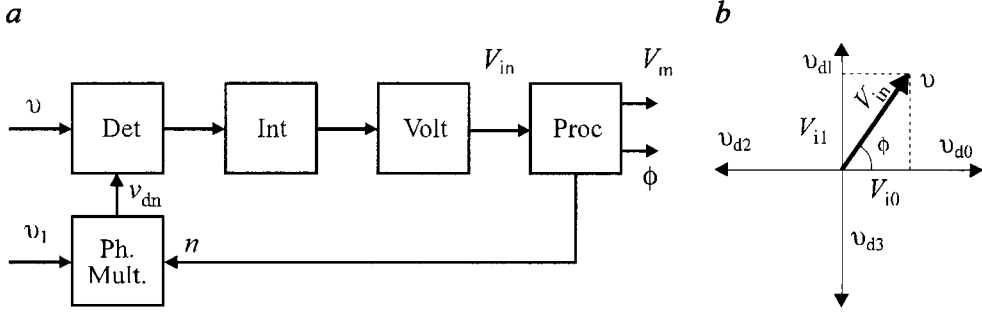 a
b
υ
Det
Int
Volt
V_in
Proc
V_m
ϕ
v_dn
υ_1
Ph.
Mult.
n
υ_d1
V_in
υ
V_i1
ϕ
υ_d2
υ_d0
V_i0
υ_d3